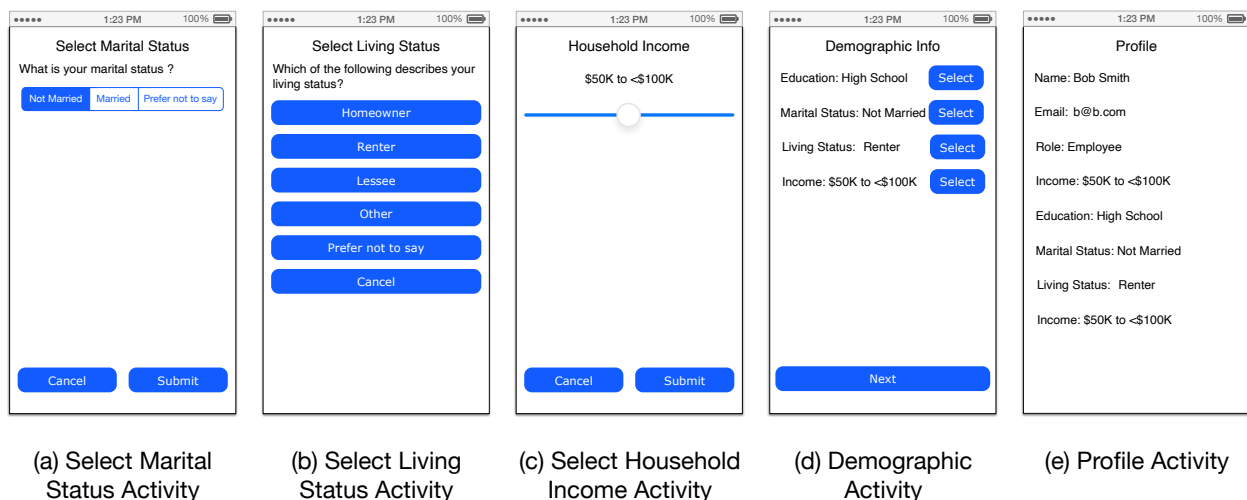 1:23 PM 100%
Select Marital Status
What is your marital status ?
Not Married Married Prefer not to say
Cancel Submit
(a) Select Marital
Status Activity
1:23 PM 100%
Select Living Status
Which of the following describes your
living status?
Homeowner
Renter
Lessee
Other
Prefer not to say
Cancel
(b) Select Living
Status Activity
1:23 PM 100%
Household Income
$50K to <$100K
Cancel Submit
(c) Select Household
Income Activity
1:23 PM 100%
Demographic Info
Education: High School Select
Marital Status: Not Married Select
Living Status: Renter Select
Income: $50K to <$100K Select
Next
(d) Demographic
Activity
1:23 PM 100%
Profile
Name: Bob Smith
Email: b@b.com
Role: Employee
Income: $50K to <$100K
Education: High School
Marital Status: Not Married
Living Status: Renter
Income: $50K to <$100K
(e) Profile Activity